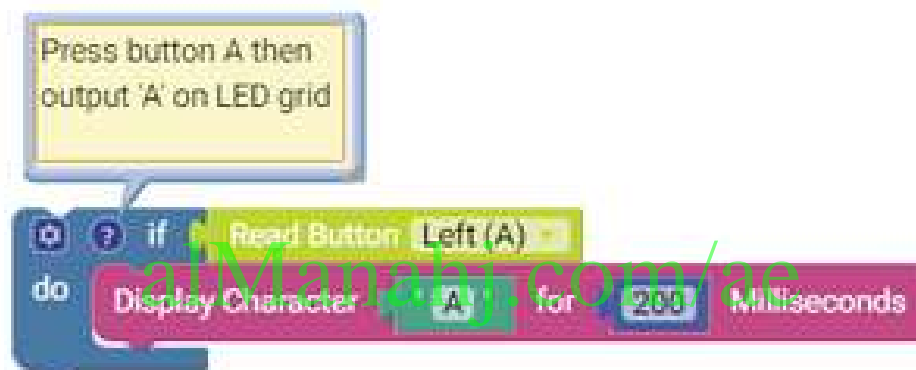 Press button A then
output 'A' on LED grid
? if Read Button Left (A)
do Display Character " A " for 200 Milliseconds
alManahj.com/ae